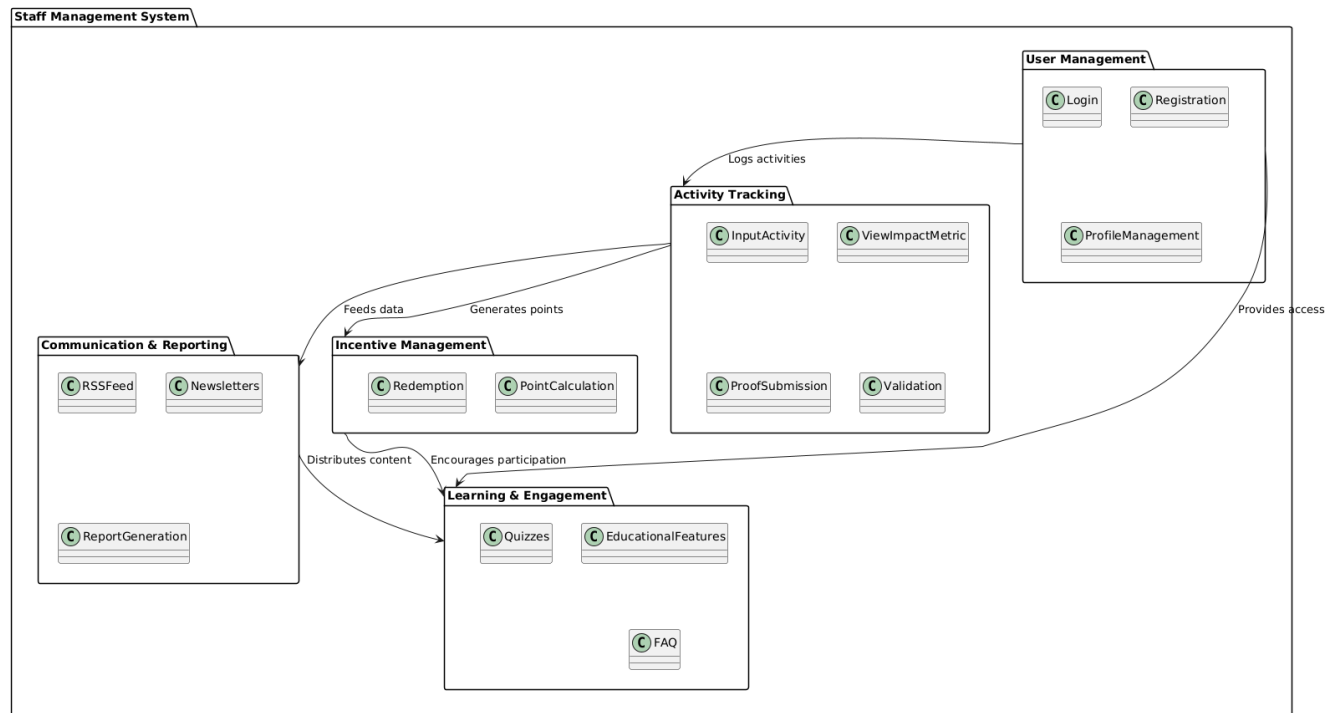 Staff Management System
User Management
C Login
C Registration
C ProfileManagement
Logs activities
Activity Tracking
C InputActivity
C ViewImpactMetric
C ProofSubmission
C Validation
Feeds data
Generates points
Provides access
Communication & Reporting
C RSSFeed
C Newsletters
C ReportGeneration
Incentive Management
C Redemption
C PointCalculation
Distributes content
Encourages participation
Learning & Engagement
C Quizzes
C EducationalFeatures
C FAQ